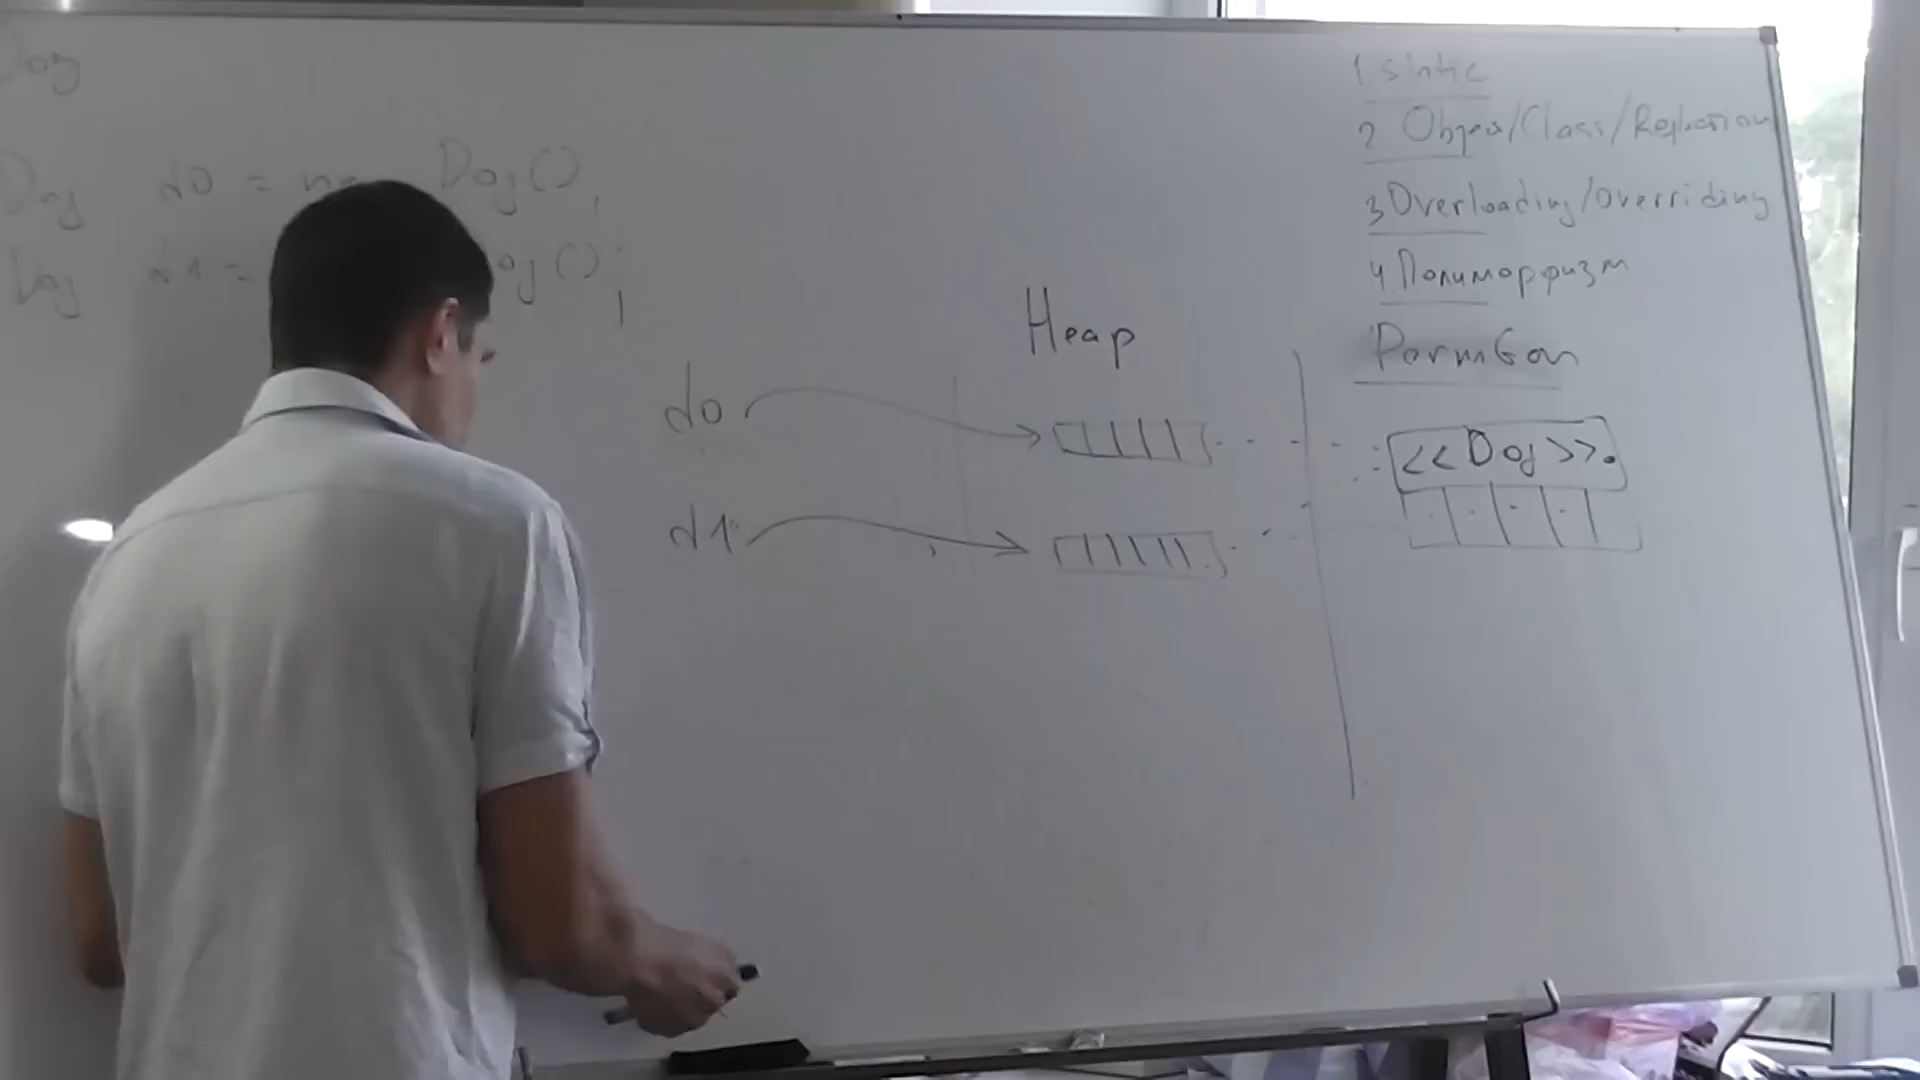 Dog
Dog d0 = new Dog();
Dog d1 = Dog();
1. Static
2 Object/Class/Reflection
3 Overloading/Overriding
4. Полиморфизм
Heap
PermGen
d0
<<Dog>>
d1